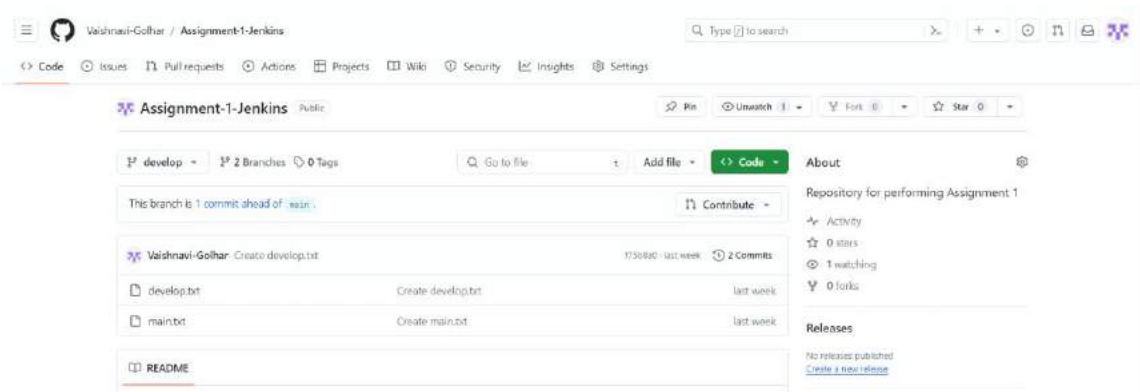 Vaishnavi-Golhar / Assignment-1-Jenkins
Type / to search
Code Issues Pull requests Actions Projects Wiki Security Insights Settings
Assignment-1-Jenkins Public
Pin Unwatch 1 Fork 0 Star 0
develop 2 Branches 0 Tags
Go to file t Add file Code
This branch is 1 commit ahead of main .
Contribute
Vaishnavi-Golhar Create develop.txt last week 2 Commits
develop.txt Create develop.txt last week
main.txt Create main.txt last week
README
About
Repository for performing Assignment 1
Activity
0 stars
1 watching
0 forks
Releases
No releases published
Create a new release